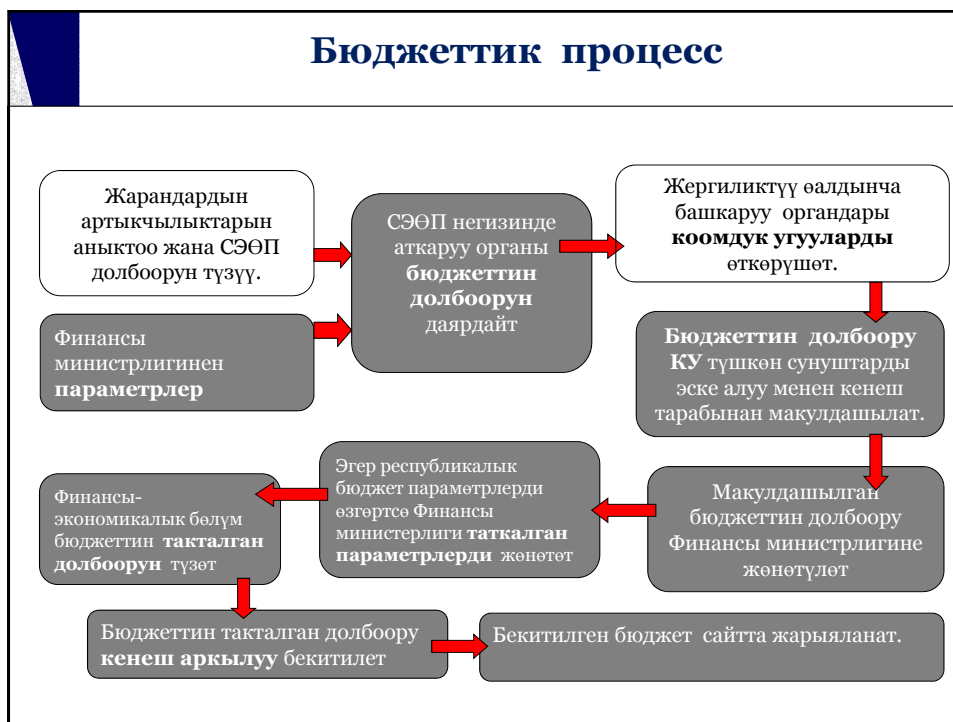 Бюджеттик процесс
Жарандардын
артыкчылыктарын
аныктоо жана СЭӨП
долбоорун түзүү.
Финансы
министрлигинен
параметрлер
СЭӨП негизинде
аткаруу органы
бюджеттин
долбоорун
даярдайт
Жергиликтүү өалдынча
башкаруу органдары
коомдук угууларды
өткөрүшөт.
Бюджеттин долбоору
КУ түшкөн сунуштарды
эске алуу менен кенеш
тарабынан макулдашылат.
Макулдашылган
бюджеттин долбоору
Финансы министрлигине
жөнөтүлөт
Эгер республикалык
бюджет параметрлерди
өзгөртсө Финансы
министерлиги таткалган
параметрлерди жөнөтөт
Финансы-
экономикалык бөлүм
бюджеттин такталган
долбоорун түзөт
Бюджеттин такталган долбоору
кенеш аркылуу бекитилет
Бекитилген бюджет сайтта жарыяланат.